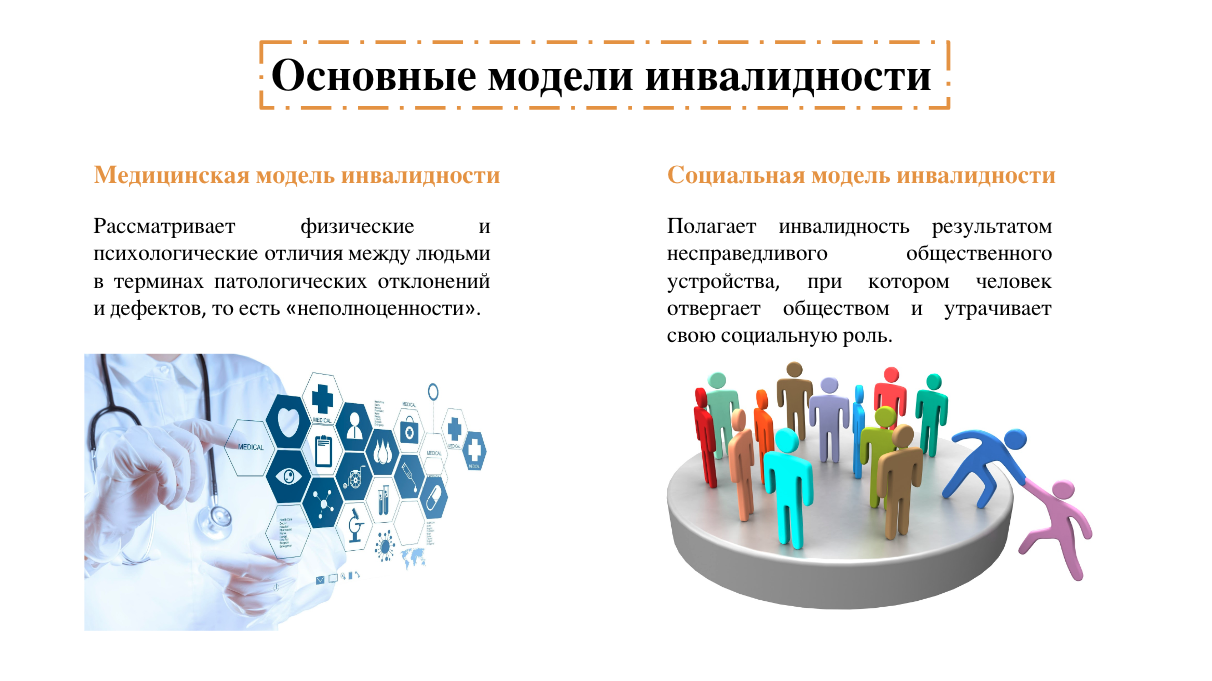 Основные модели инвалидности
Медицинская модель инвалидности
Рассматривает физические и
психологические отличия между людьми
в терминах патологических отклонений
и дефектов, то есть «неполноценности».
Социальная модель инвалидности
Полагает инвалидность результатом
несправедливого общественного
устройства, при котором человек
отвергает обществом и утрачивает
свою социальную роль.
MEDICAL
MEDICAL
MEDICAL
MEDICAL
MEDICAL